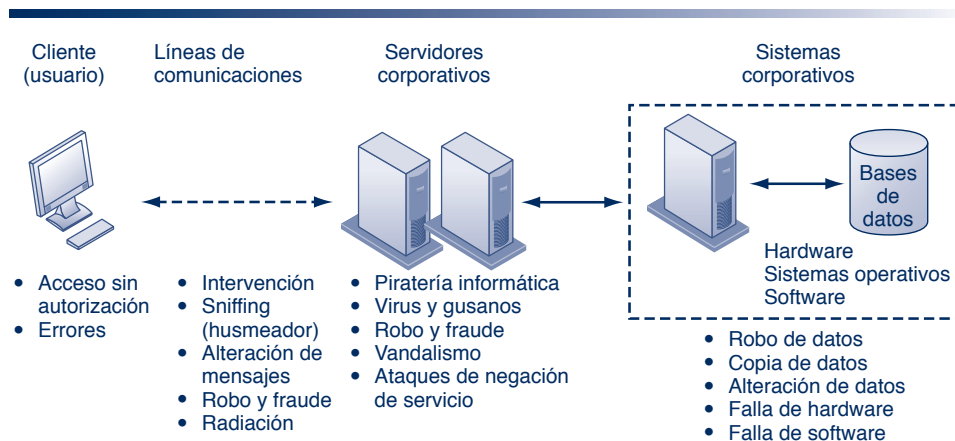 Cliente
(usuario)
Líneas de
comunicaciones
Servidores
corporativos
Sistemas
corporativos
Bases
de
datos
Hardware
Sistemas operativos
Software
• Acceso sin
autorización
• Errores
• Intervención
• Sniffing
(husmeador)
• Alteración de
mensajes
• Robo y fraude
• Radiación
• Piratería informática
• Virus y gusanos
• Robo y fraude
• Vandalismo
• Ataques de negación
de servicio
• Robo de datos
• Copia de datos
• Alteración de datos
• Falla de hardware
• Falla de software